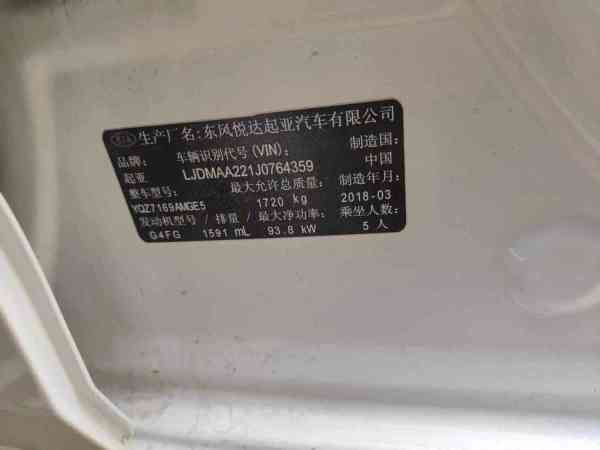 KIA 生产厂名:东风悦达起亚汽车有限公司
品牌: 车辆识别代号(VIN): 制造国:
起亚 LJDMAA221J0764359 中国
整车型号: 最大允许总质量: 制造年月:
YQZ7169AMGE5 1720 kg 2018-03
发动机型号 / 排量 / 最大净功率: 乘坐人数:
G4FG 1591 mL 93.8 kW 5 人